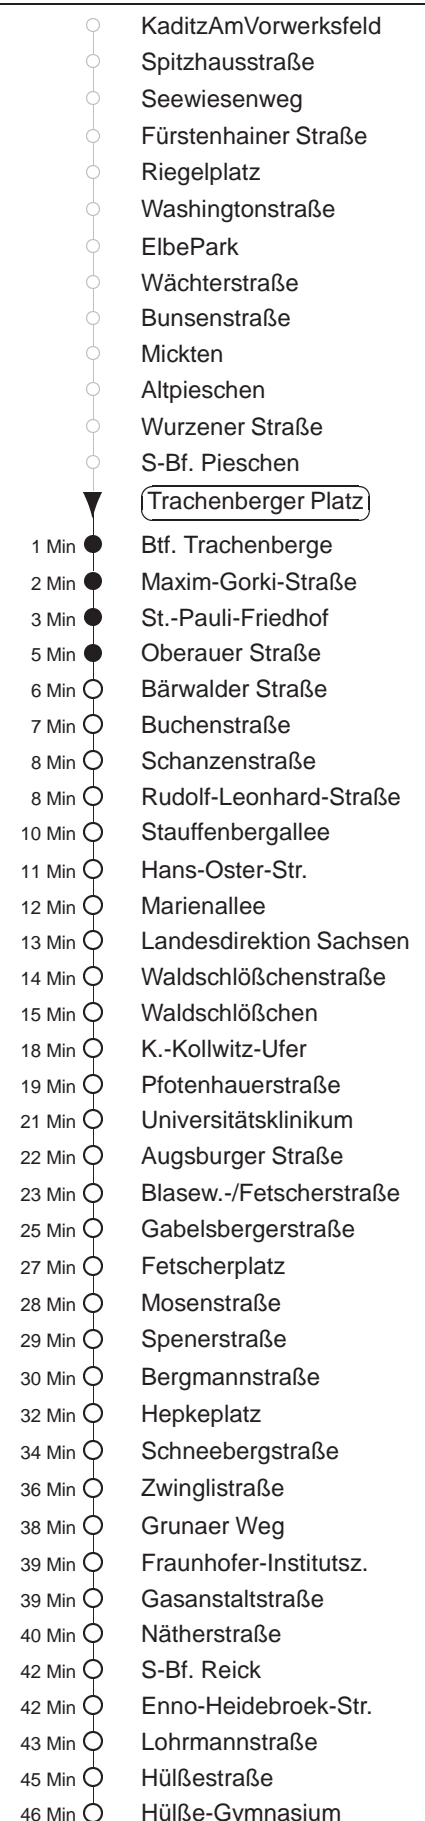 KaditzAmVorwerksfeld
Spitzhausstraße
Seewiesenweg
Fürstenhainer Straße
Riegelplatz
Washingtonstraße
ElbePark
Wächterstraße
Bunsenstraße
Mickten
Altpieschen
Wurzener Straße
S-Bf. Pieschen
Trachenberger Platz
1 Min Btf. Trachenberge
2 Min Maxim-Gorki-Straße
3 Min St.-Pauli-Friedhof
5 Min Oberauer Straße
6 Min Bärwalder Straße
7 Min Buchenstraße
8 Min Schanzenstraße
8 Min Rudolf-Leonhard-Straße
10 Min Stauffenbergallee
11 Min Hans-Oster-Str.
12 Min Marienallee
13 Min Landesdirektion Sachsen
14 Min Waldschlößchenstraße
15 Min Waldschlößchen
18 Min K.-Kollwitz-Ufer
19 Min Pfotenhauerstraße
21 Min Universitätsklinikum
22 Min Augsburger Straße
23 Min Blasew.-/Fetscherstraße
25 Min Gabelsbergerstraße
27 Min Fetscherplatz
28 Min Mosenstraße
29 Min Spenerstraße
30 Min Bergmannstraße
32 Min Hepkeplatz
34 Min Schneebergstraße
36 Min Zwinglistraße
38 Min Grunaer Weg
39 Min Fraunhofer-Institutsz.
39 Min Gasanstaltstraße
40 Min Nätherstraße
42 Min S-Bf. Reick
42 Min Enno-Heidebroek-Str.
43 Min Lohrmannstraße
45 Min Hülßestraße
46 Min Hülße-Gymnasium